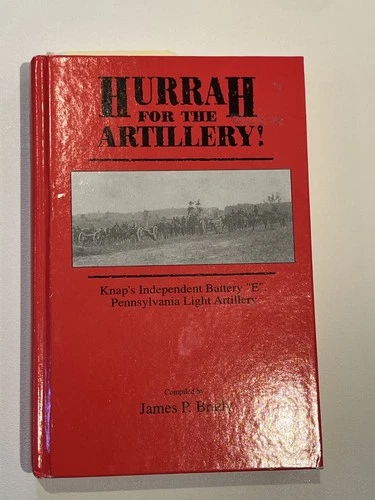 HURRAH
FOR THE
ARTILLERY!
Knap's Independent Battery "E",
Pennsylvania Light Artillery
Compiled by
James P. Brady